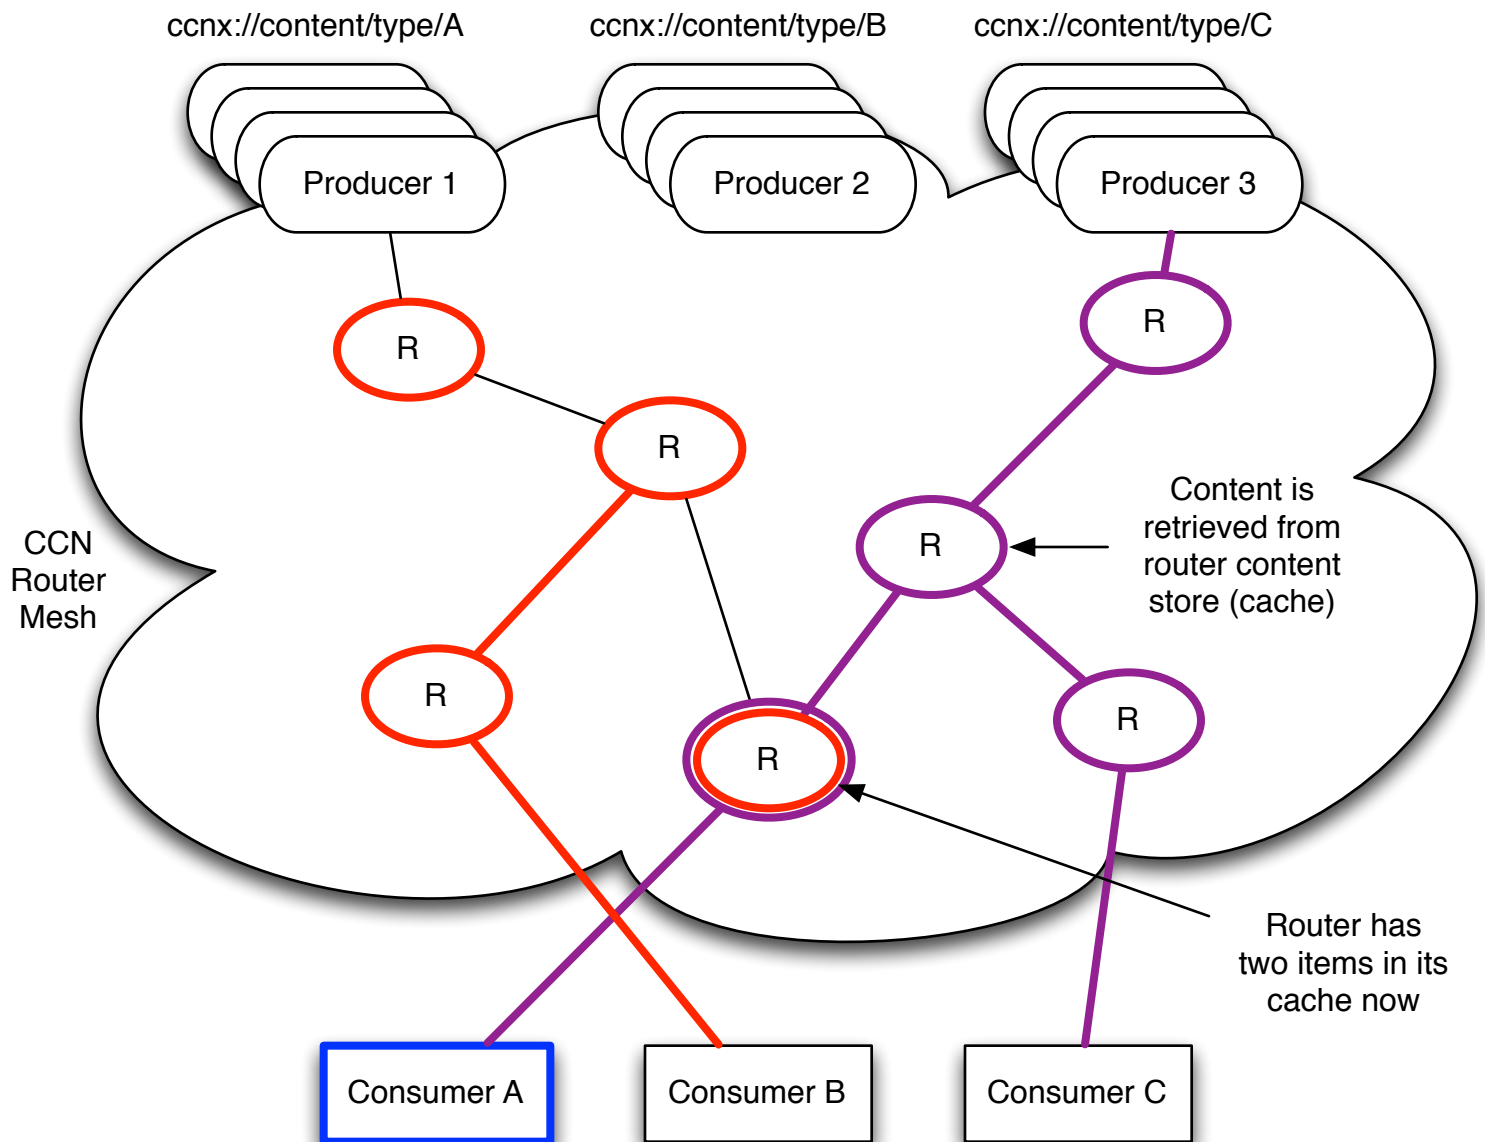 ccnx://content/type/A
ccnx://content/type/B
ccnx://content/type/C
Producer 1
Producer 2
Producer 3
R
R
R
R
Content is
retrieved from
router content
store (cache)
CCN
Router
Mesh
R
R
R
R
Router has
two items in its
cache now
Consumer A
Consumer B
Consumer C